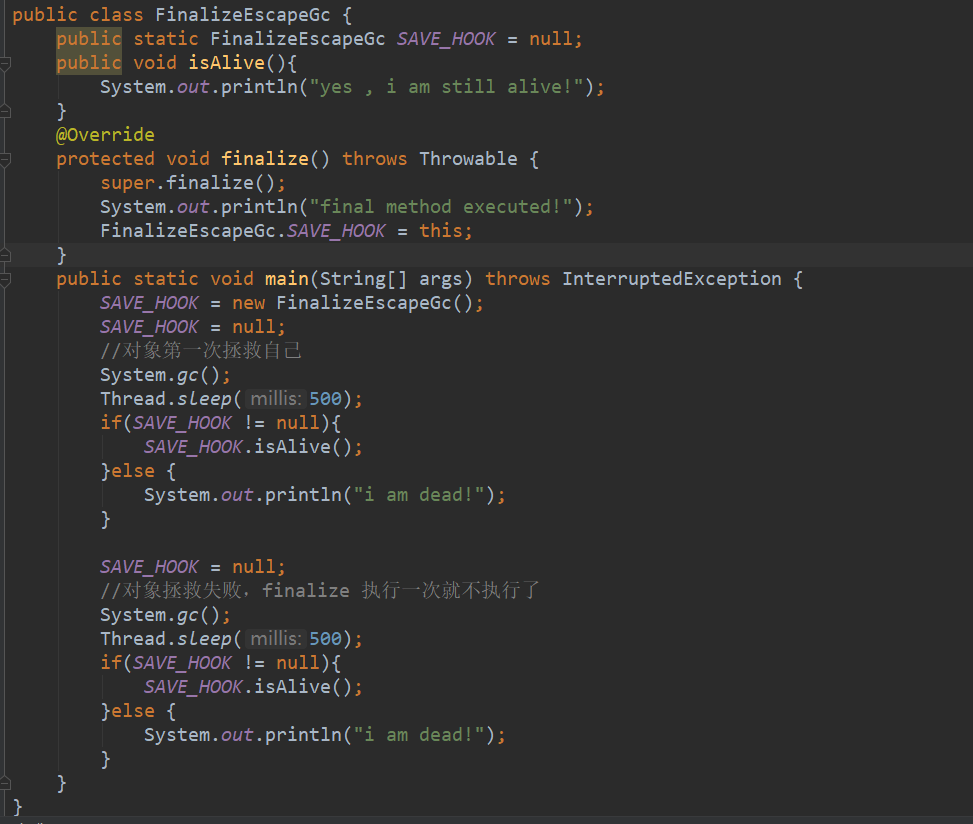 public class FinalizeEscapeGc {
    public static FinalizeEscapeGc SAVE_HOOK = null;
    public void isAlive(){
        System.out.println("yes , i am still alive!");
    }
    @Override
    protected void finalize() throws Throwable {
        super.finalize();
        System.out.println("final method executed!");
        FinalizeEscapeGc.SAVE_HOOK = this;
    }
    public static void main(String[] args) throws InterruptedException {
        SAVE_HOOK = new FinalizeEscapeGc();
        SAVE_HOOK = null;
        //对象第一次拯救自己
        System.gc();
        Thread.sleep( millis: 500);
        if(SAVE_HOOK != null){
            SAVE_HOOK.isAlive();
        }else {
            System.out.println("i am dead!");
        }

        SAVE_HOOK = null;
        //对象拯救失败，finalize 执行一次就不执行了
        System.gc();
        Thread.sleep( millis: 500);
        if(SAVE_HOOK != null){
            SAVE_HOOK.isAlive();
        }else {
            System.out.println("i am dead!");
        }
    }
}